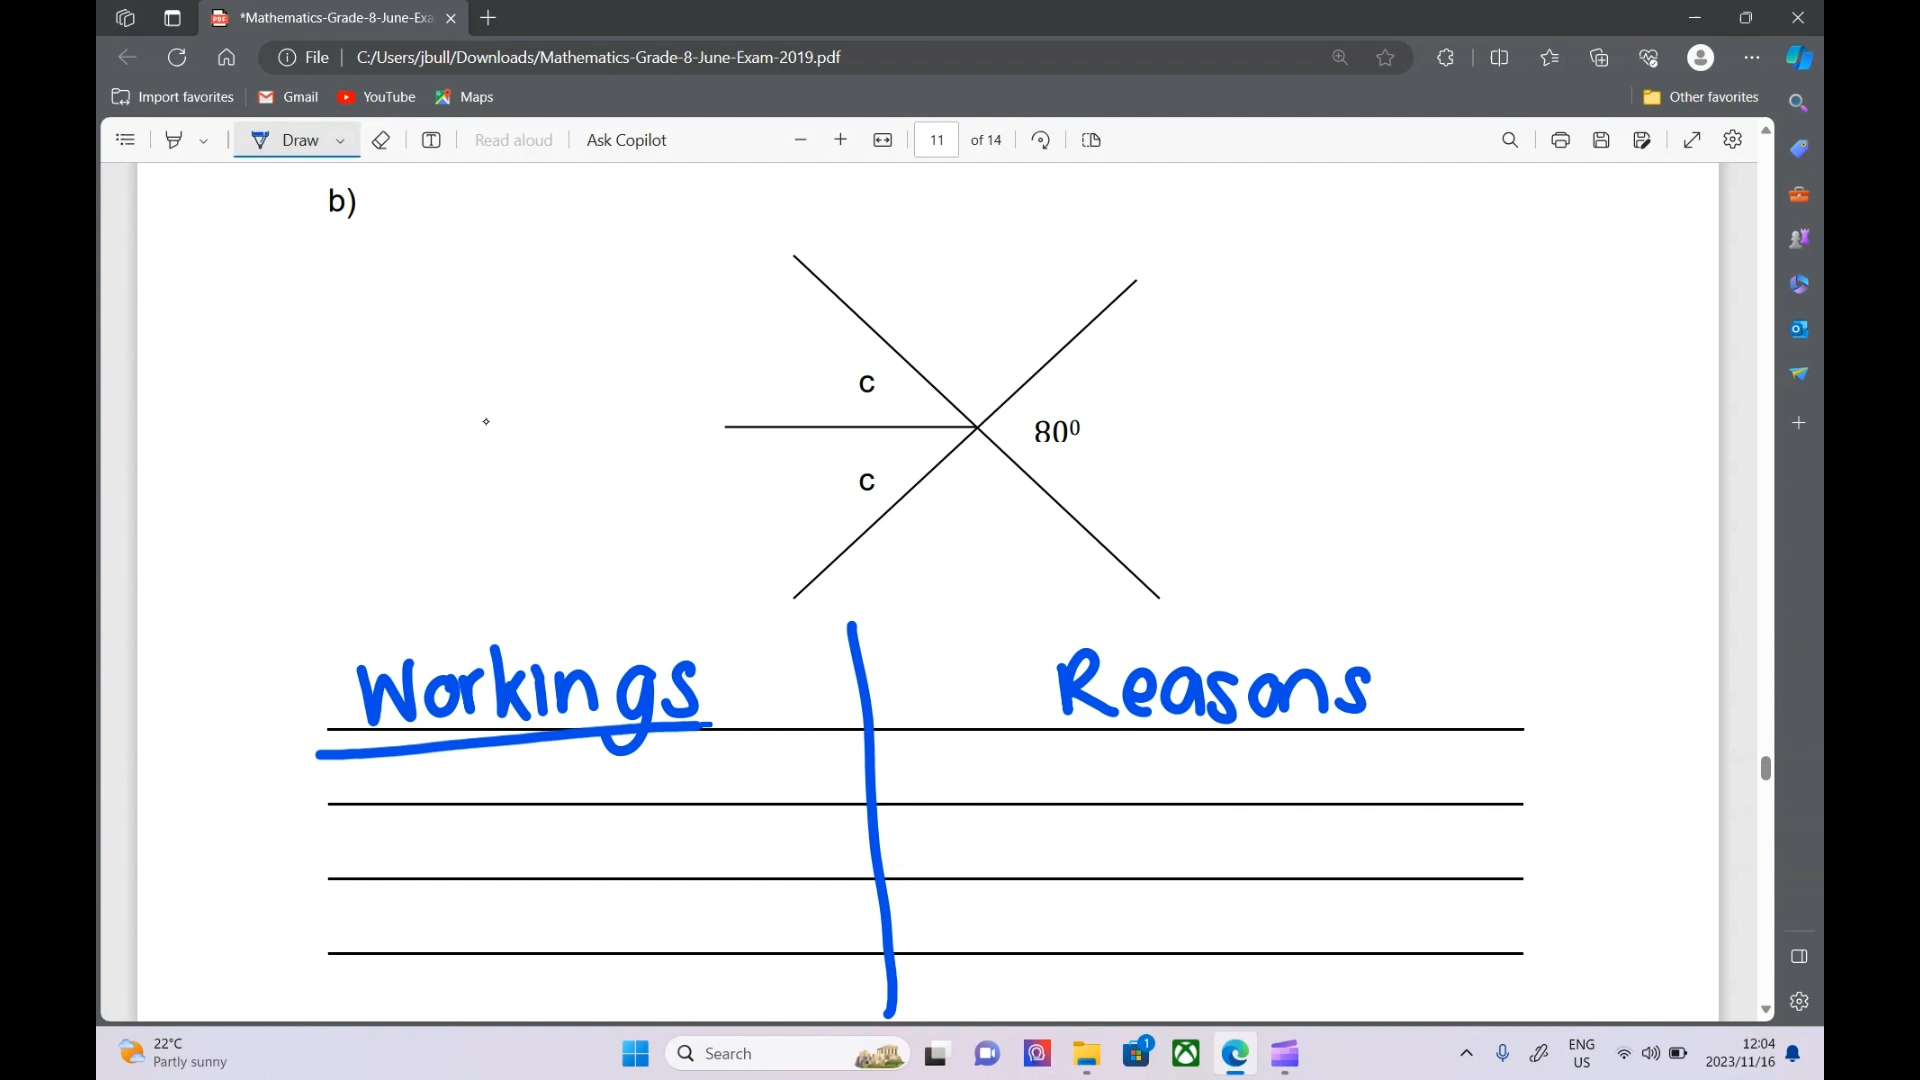 *Mathematics-Grade-8-June-Exa
File C:/Users/jbull/Downloads/Mathematics-Grade-8-June-Exam-2019.pdf
Import favorites Gmail YouTube Maps Other favorites
Draw Read aloud Ask Copilot 11 of 14
b)
c
80⁰
c
Workings Reasons
22°C
Partly sunny
Search
1
ENG
US
12:04
2023/11/16